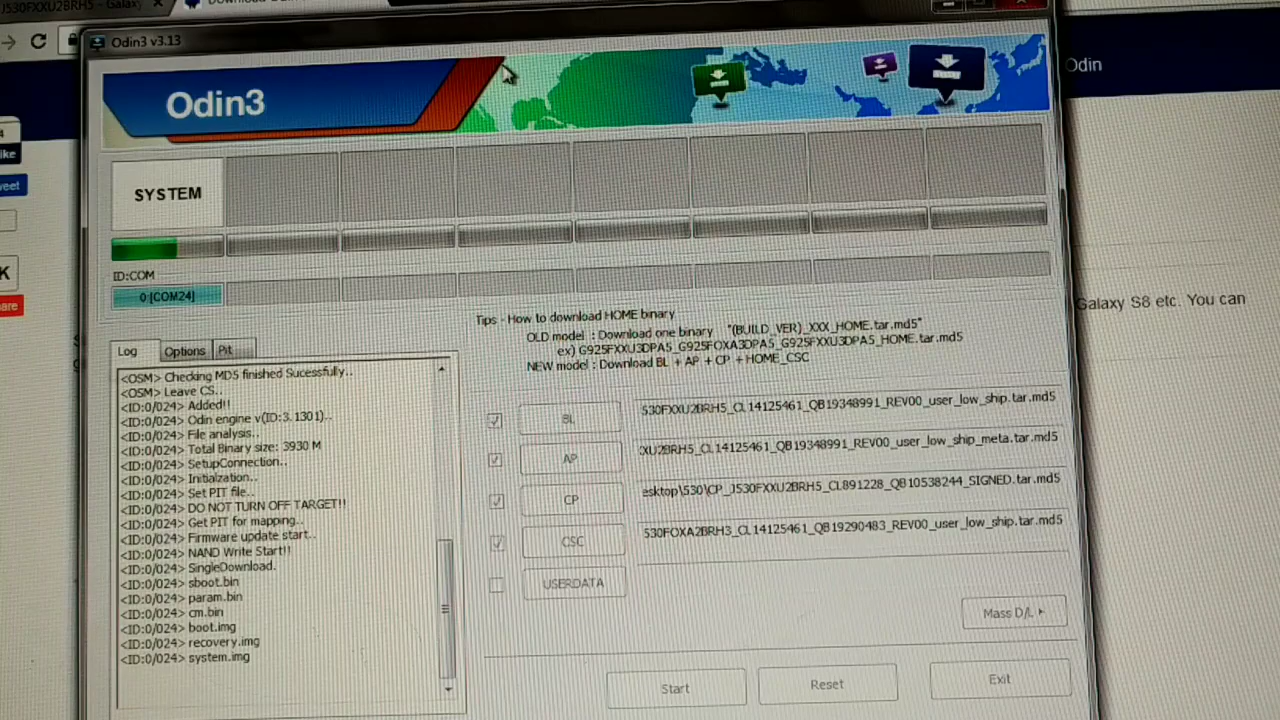 J530FXXU2BRH5 - Galaxy
Odin3 v3.13
Odin3
Odin
ike
weet
K
are
SYSTEM
ID:COM
0:[COM24]
Galaxy S8 etc. You can
Tips - How to download HOME binary
OLD model : Download one binary "(BUILD_VER)_XXX_HOME.tar.md5"
ex) G925FXXU3DPA5_G925FOXA3DPA5_G925FXXU3DPA5_HOME.tar.md5
NEW model : Download BL + AP + CP + HOME_CSC
Log Options Pit
<OSM> Checking MD5 finished Sucessfully..
<OSM> Leave CS..
<ID:0/024> Added!!
<ID:0/024> Odin engine v(ID:3.1301)..
<ID:0/024> File analysis..
<ID:0/024> Total Binary size: 3930 M
<ID:0/024> SetupConnection..
<ID:0/024> Initialzation..
<ID:0/024> Set PIT file..
<ID:0/024> DO NOT TURN OFF TARGET!!
<ID:0/024> Get PIT for mapping..
<ID:0/024> Firmware update start..
<ID:0/024> NAND Write Start!!
<ID:0/024> SingleDownload.
<ID:0/024> sboot.bin
<ID:0/024> param.bin
<ID:0/024> cm.bin
<ID:0/024> boot.img
<ID:0/024> recovery.img
<ID:0/024> system.img
BL 530FXXU2BRH5_CL14125461_QB19348991_REV00_user_low_ship.tar.md5
AP XU2BRH5_CL14125461_QB19348991_REV00_user_low_ship_meta.tar.md5
CP esktop\530\CP_J530FXXU2BRH5_CL891228_QB10538244_SIGNED.tar.md5
CSC 530FOXA2BRH3_CL14125461_QB19290483_REV00_user_low_ship.tar.md5
USERDATA
Mass D/L
Start Reset Exit